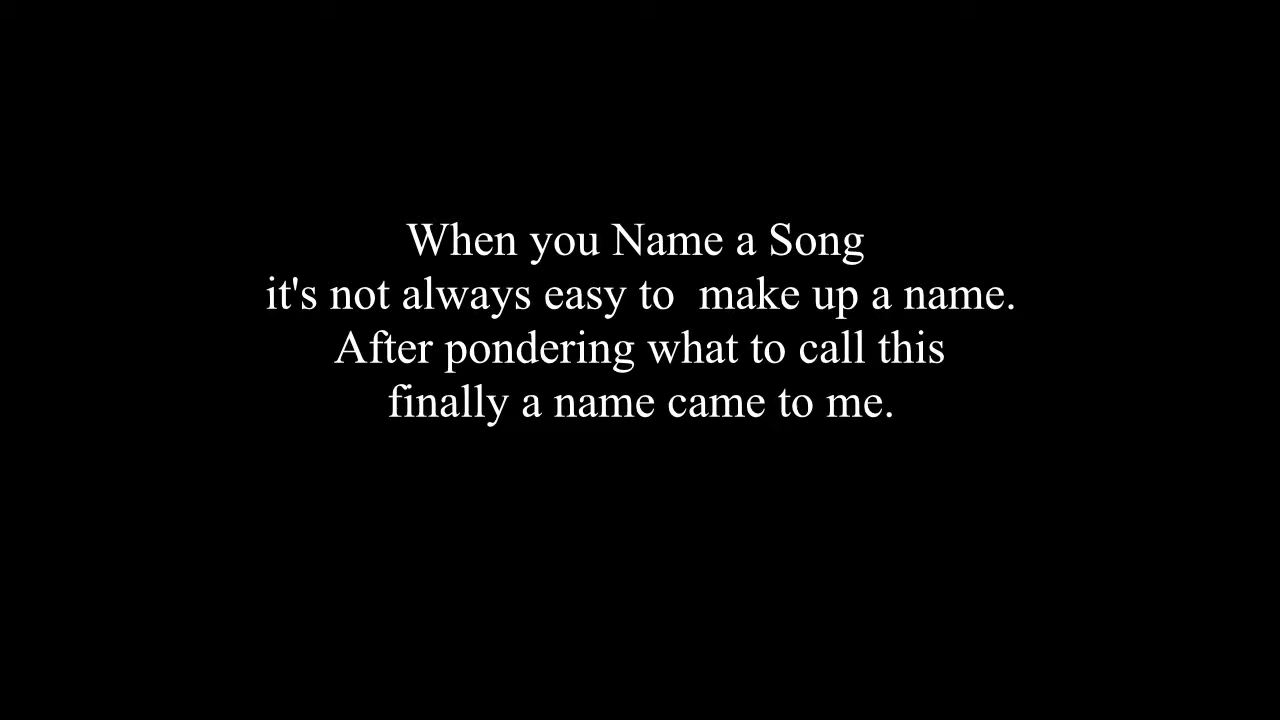 When you Name a Song
it's not always easy to  make up a name.
After pondering what to call this
finally a name came to me.